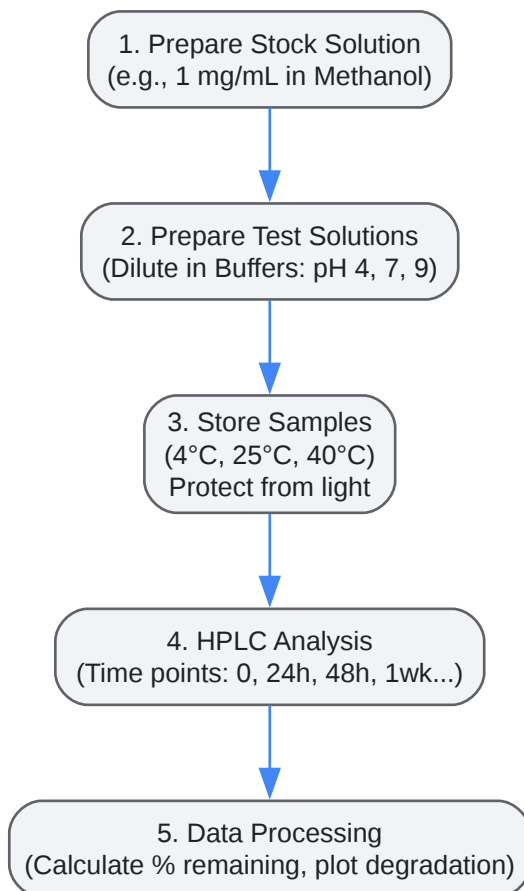 1. Prepare Stock Solution
(e.g., 1 mg/mL in Methanol)
2. Prepare Test Solutions
(Dilute in Buffers: pH 4, 7, 9)
3. Store Samples
(4°C, 25°C, 40°C)
Protect from light
4. HPLC Analysis
(Time points: 0, 24h, 48h, 1wk...)
5. Data Processing
(Calculate % remaining, plot degradation)